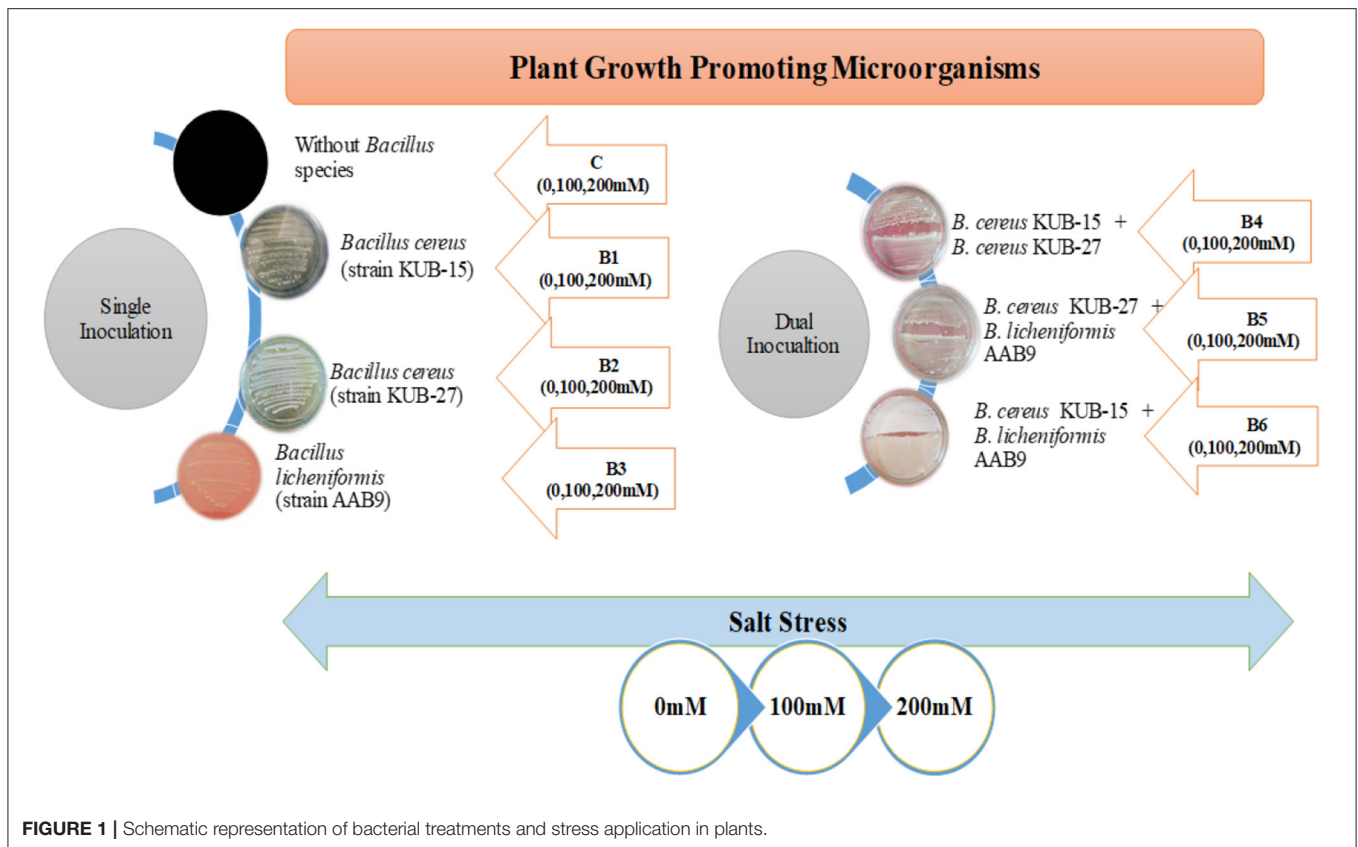 Plant Growth Promoting Microorganisms
Single
Inoculation
Without Bacillus
species
C
(0,100,200mM)
Bacillus cereus
(strain KUB-15)
B1
(0,100,200mM)
Bacillus cereus
(strain KUB-27)
B2
(0,100,200mM)
Bacillus
licheniformis
(strain AAB9)
B3
(0,100,200mM)
Dual
Inocualtion
B. cereus KUB-15 +
B. cereus KUB-27
B4
(0,100,200mM)
B. cereus KUB-27 +
B. licheniformis
AAB9
B5
(0,100,200mM)
B. cereus KUB-15 +
B. licheniformis
AAB9
B6
(0,100,200mM)
Salt Stress
0mM
100mM
200mM
FIGURE 1 | Schematic representation of bacterial treatments and stress application in plants.